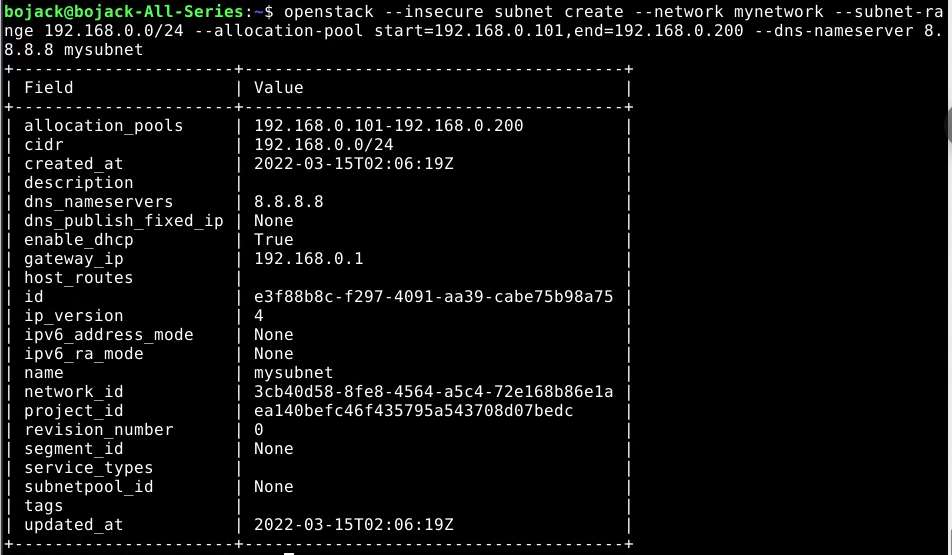 bojack@bojack-All-Series:~$ openstack --insecure subnet create --network mynetwork --subnet-ra
nge 192.168.0.0/24 --allocation-pool start=192.168.0.101,end=192.168.0.200 --dns-nameserver 8.
8.8.8 mysubnet
+----------------------+--------------------------------------+
| Field                | Value                                |
+----------------------+--------------------------------------+
| allocation_pools     | 192.168.0.101-192.168.0.200          |
| cidr                 | 192.168.0.0/24                       |
| created_at           | 2022-03-15T02:06:19Z                 |
| description          |                                      |
| dns_nameservers      | 8.8.8.8                              |
| dns_publish_fixed_ip | None                                 |
| enable_dhcp          | True                                 |
| gateway_ip           | 192.168.0.1                          |
| host_routes          |                                      |
| id                   | e3f88b8c-f297-4091-aa39-cabe75b98a75 |
| ip_version           | 4                                    |
| ipv6_address_mode    | None                                 |
| ipv6_ra_mode         | None                                 |
| name                 | mysubnet                             |
| network_id           | 3cb40d58-8fe8-4564-a5c4-72e168b86e1a |
| project_id           | ea140befc46f435795a543708d07bedc     |
| revision_number      | 0                                    |
| segment_id           | None                                 |
| service_types        |                                      |
| subnetpool_id        | None                                 |
| tags                 |                                      |
| updated_at           | 2022-03-15T02:06:19Z                 |
+----------------------+--------------------------------------+